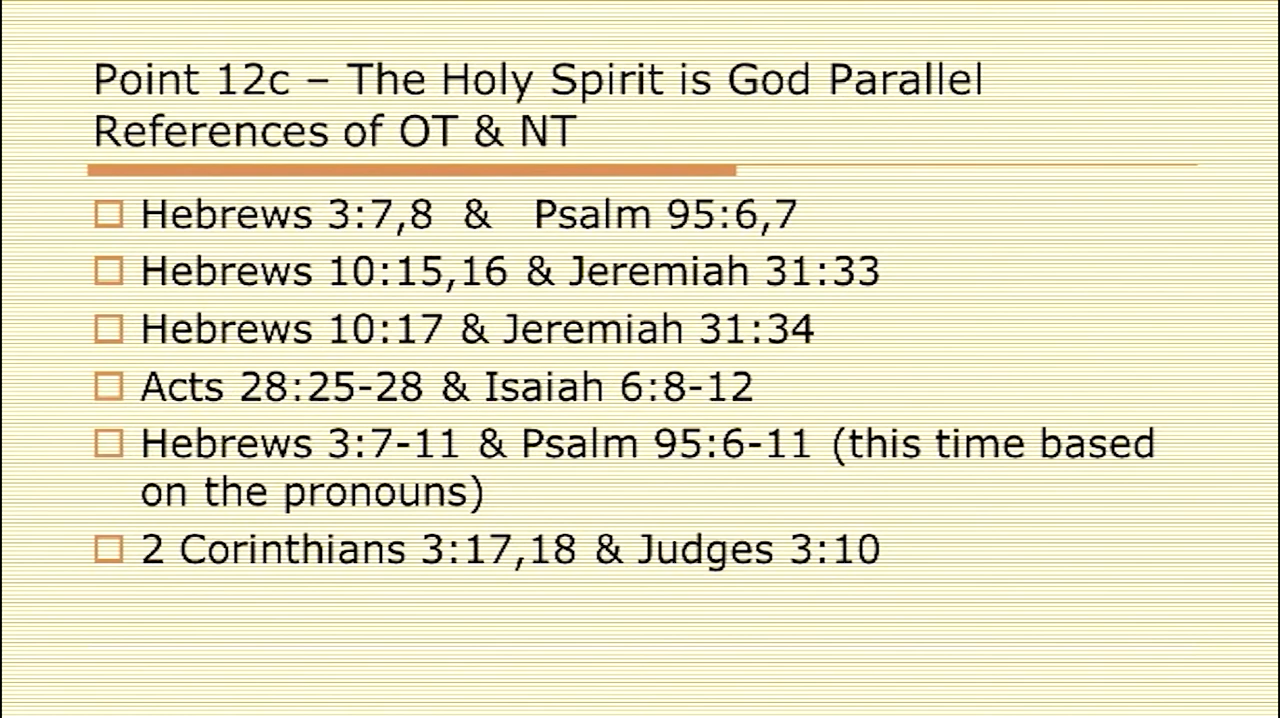 Point 12c – The Holy Spirit is God Parallel
References of OT & NT
Hebrews 3:7,8 & Psalm 95:6,7
Hebrews 10:15,16 & Jeremiah 31:33
Hebrews 10:17 & Jeremiah 31:34
Acts 28:25-28 & Isaiah 6:8-12
Hebrews 3:7-11 & Psalm 95:6-11 (this time based
on the pronouns)
2 Corinthians 3:17,18 & Judges 3:10